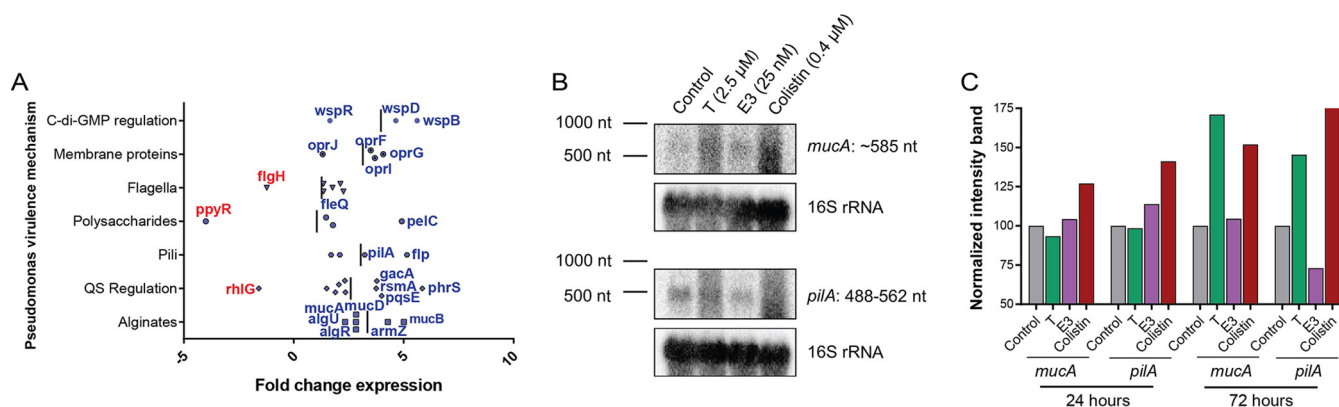 A
Pseudomonas virulence mechanism
C-di-GMP regulation
Membrane proteins
Flagella
Polysaccharides
Pili
QS Regulation
Alginates
wspR
wspD
wspB
oprJ
oprF
oprG
oprI
flgH
fleQ
ppyR
pelC
pilA
flp
gacA
rhlG
rsmA
phrS
pqsE
mucA
mucD
algU
mucB
algR
armZ
-5
0
5
10
Fold change expression
B
Control
T (2.5 µM)
E3 (25 nM)
Colistin (0.4 µM)
1000 nt
500 nt
mucA: ~585 nt
16S rRNA
1000 nt
500 nt
pilA: 488-562 nt
16S rRNA
C
Normalized intensity band
175
150
125
100
75
50
Control
T
E3
Colistin
Control
T
E3
Colistin
Control
T
E3
Colistin
Control
T
E3
Colistin
mucA
pilA
mucA
pilA
24 hours
72 hours